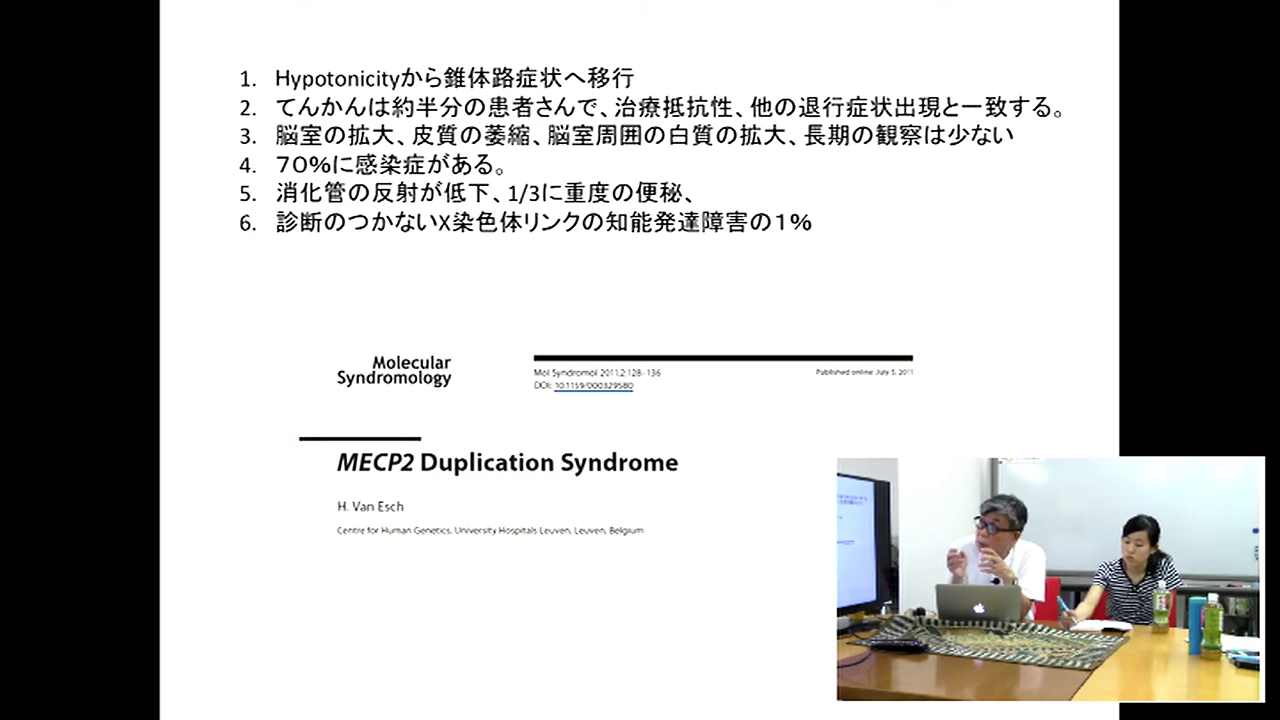 1. Hypotonicityから錐体路症状へ移行
2. てんかんは約半分の患者さんで、治療抵抗性、他の退行症状出現と一致する。
3. 脳室の拡大、皮質の萎縮、脳室周囲の白質の拡大、長期の観察は少ない
4. 70%に感染症がある。
5. 消化管の反射が低下、1/3に重度の便秘、
6. 診断のつかないX染色体リンクの知能発達障害の1%
Molecular
Syndromology
Mol Syndromol 2011;2:128–136
DOI: 10.1159/000329580
Published online: July 5, 2011
MECP2 Duplication Syndrome
H. Van Esch
Centre for Human Genetics, University Hospitals Leuven, Leuven, Belgium